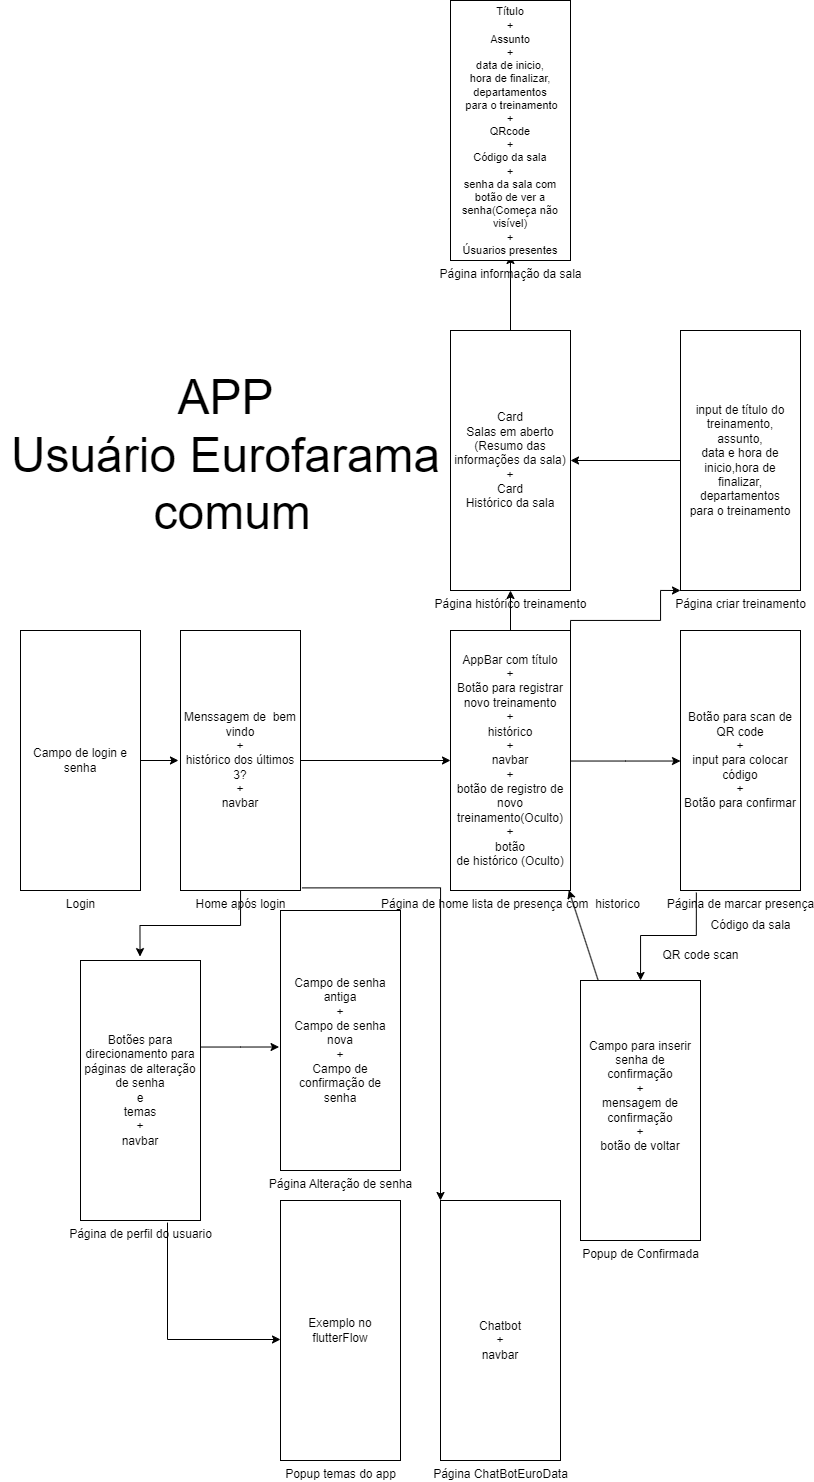 Título
+
Assunto
+
data de inicio,
hora de finalizar,
departamentos
para o treinamento
+
QRcode
+
Código da sala
+
senha da sala com
botão de ver a
senha(Começa não
visível)
+
Úsuarios presentes
Página informação da sala
APP
Usuário Eurofarama
comum
Card
Salas em aberto
(Resumo das
informações da sala)
+
Card
Histórico da sala
Página histórico treinamento
input de título do
treinamento,
assunto,
data e hora de
inicio,hora de
finalizar,
departamentos
para o treinamento
Página criar treinamento
Campo de login e
senha
Login
Menssagem de bem
vindo
+
histórico dos últimos
3?
+
navbar
Home após login
AppBar com título
+
Botão para registrar
novo treinamento
+
histórico
+
navbar
+
botão de registro de
novo
treinamento(Oculto)
+
botão
de histórico (Oculto)
Página de home lista de presença com historico
Botão para scan de
QR code
+
input para colocar
código
+
Botão para confirmar
Página de marcar presença
Código da sala
QR code scan
Botões para
direcionamento para
páginas de alteração
de senha
e
temas
+
navbar
Página de perfil do usuario
Campo de senha
antiga
+
Campo de senha
nova
+
Campo de
confirmação de
senha
Página Alteração de senha
Campo para inserir
senha de
confirmação
+
mensagem de
confirmação
+
botão de voltar
Popup de Confirmada
Exemplo no
flutterFlow
Popup temas do app
Chatbot
+
navbar
Página ChatBotEuroData